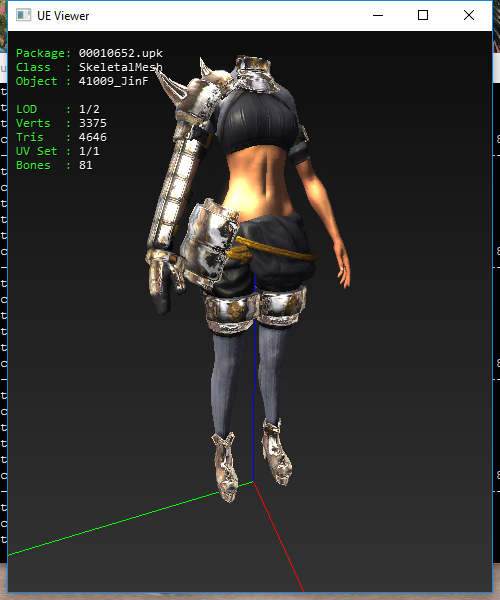 UE Viewer
Package: 00010652.upk
Class : SkeletalMesh
Object : 41009_JinF
LOD : 1/2
Verts : 3375
Tris : 4646
UV Set : 1/1
Bones : 81